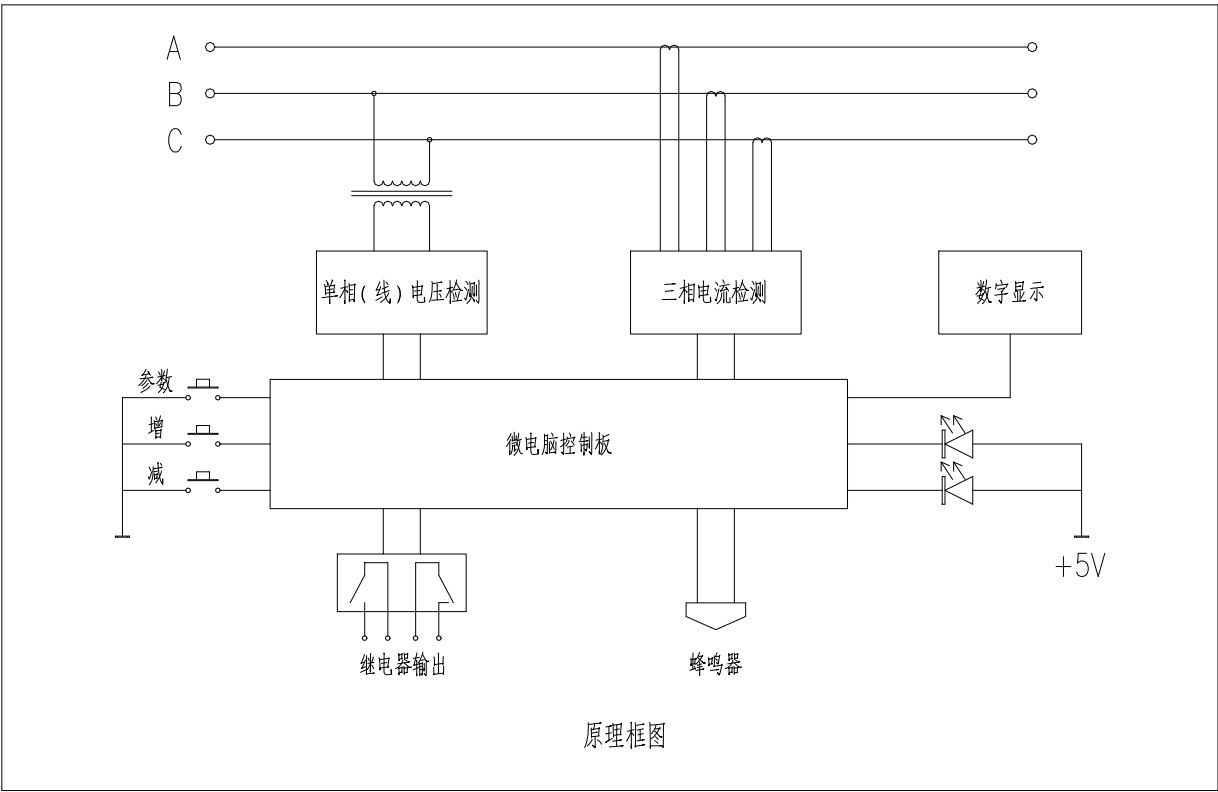 A
B
C
单相(线)电压检测
三相电流检测
数字显示
参数
增
减
微电脑控制板
+5V
继电器输出
蜂鸣器
原理框图